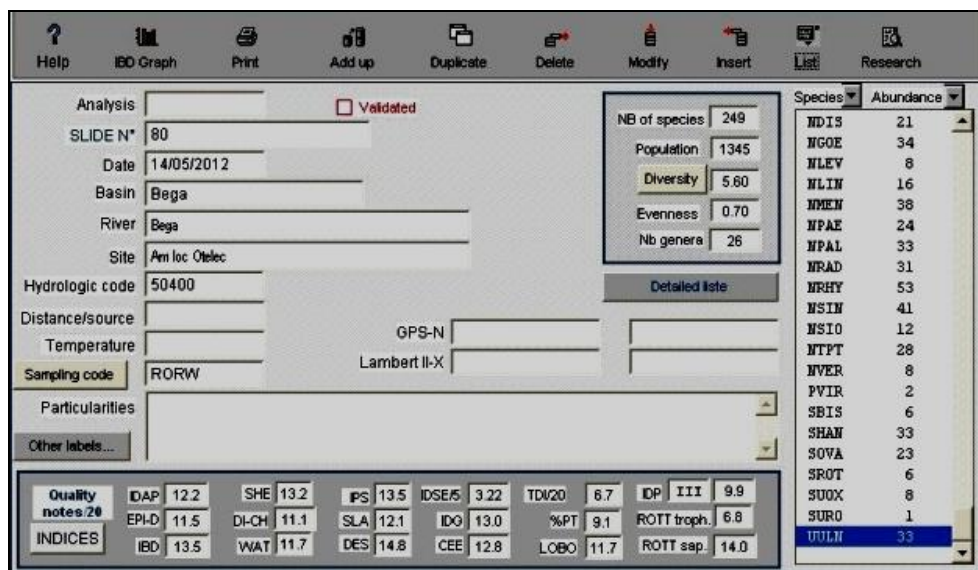 Help IBD Graph Print Add up Duplicate Delete Modify Insert List Research
Analysis
Validated
SLIDE N° 80
Date 14/05/2012
Basin Bega
River Bega
Site Am loc Otelec
Hydrologic code 50400
Distance/source
Temperature
Sampling code RORW
GPS-N
Lambert II-X
Particularities
Other labels...
NB of species 249
Population 1345
Diversity 5.60
Evenness 0.70
Nb genera 26
Detailed liste
Species Abundance
NDIS 21
NGOE 34
NLEV 8
NLIN 16
NMEN 38
NPAE 24
NPAL 33
NRAD 31
NRHY 53
NSIN 41
NSIO 12
NTPT 28
NVER 8
PVIR 2
SBIS 6
SHAN 33
SOVA 23
SROT 6
SUOX 8
SURO 1
UULN 33
Quality notes/20
INDICES
IDAP 12.2 SHE 13.2 IPS 13.5 IDSE/5 3.22 TDI/20 6.7 IDP III 9.9
EPI-D 11.5 DI-CH 11.1 SLA 12.1 IDG 13.0 %PT 9.1 ROTT troph. 6.8
IBD 13.5 WAT 11.7 DES 14.8 CEE 12.8 LOBO 11.7 ROTT sap. 14.0